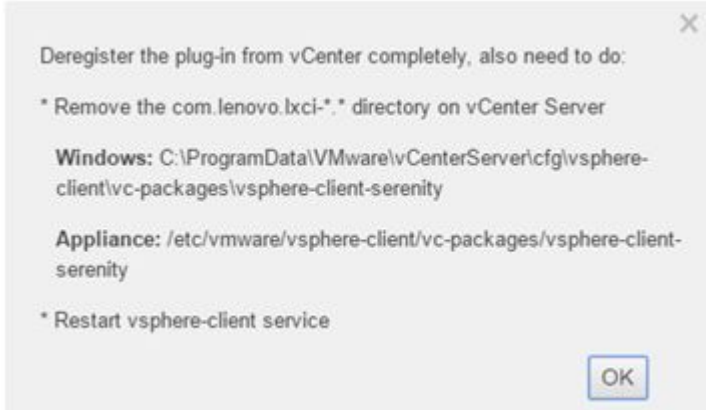 Deregister the plug-in from vCenter completely, also need to do:
* Remove the com.lenovo.lxci-*.* directory on vCenter Server
Windows: C:\ProgramData\VMware\vCenterServer\cfg\vsphere-
client\vc-packages\vsphere-client-serenity
Appliance: /etc/vmware/vsphere-client/vc-packages/vsphere-client-
serenity
* Restart vsphere-client service
OK